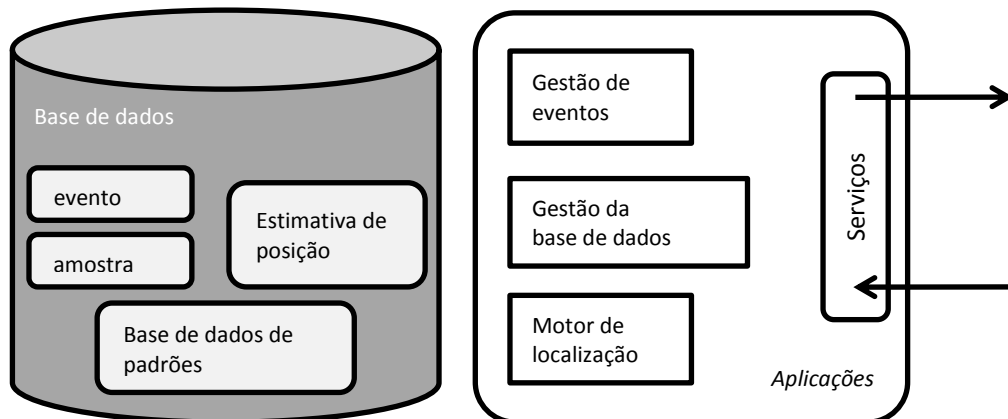 Base de dados
evento
amostra
Estimativa de
posição
Base de dados de
padrões
Gestão de
eventos
Gestão da
base de dados
Motor de
localização
Serviços
Aplicações